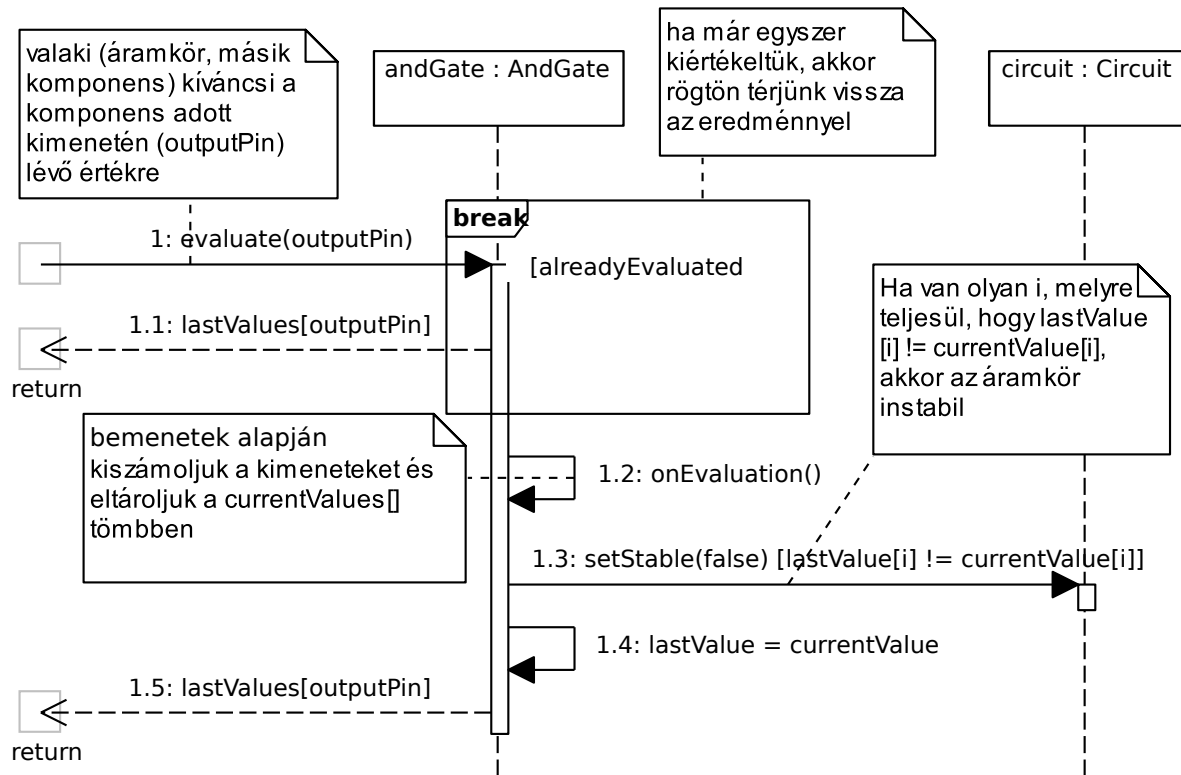 valaki (áramkör, másik
komponens) kíváncsi a
komponens adott
kimenetén (outputPin)
lévő értékre
andGate : AndGate
ha már egyszer
kiértékeltük, akkor
rögtön térjünk vissza
az eredménnyel
circuit : Circuit
break
1: evaluate(outputPin)
[alreadyEvaluated
1.1: lastValues[outputPin]
return
Ha van olyan i, melyre
teljesül, hogy lastValue
[i] != currentValue[i],
akkor az áramkör
instabil
bemenetek alapján
kiszámoljuk a kimeneteket és
eltároljuk a currentValues[]
tömbben
1.2: onEvaluation()
1.3: setStable(false) [lastValue[i] != currentValue[i]]
1.4: lastValue = currentValue
1.5: lastValues[outputPin]
return